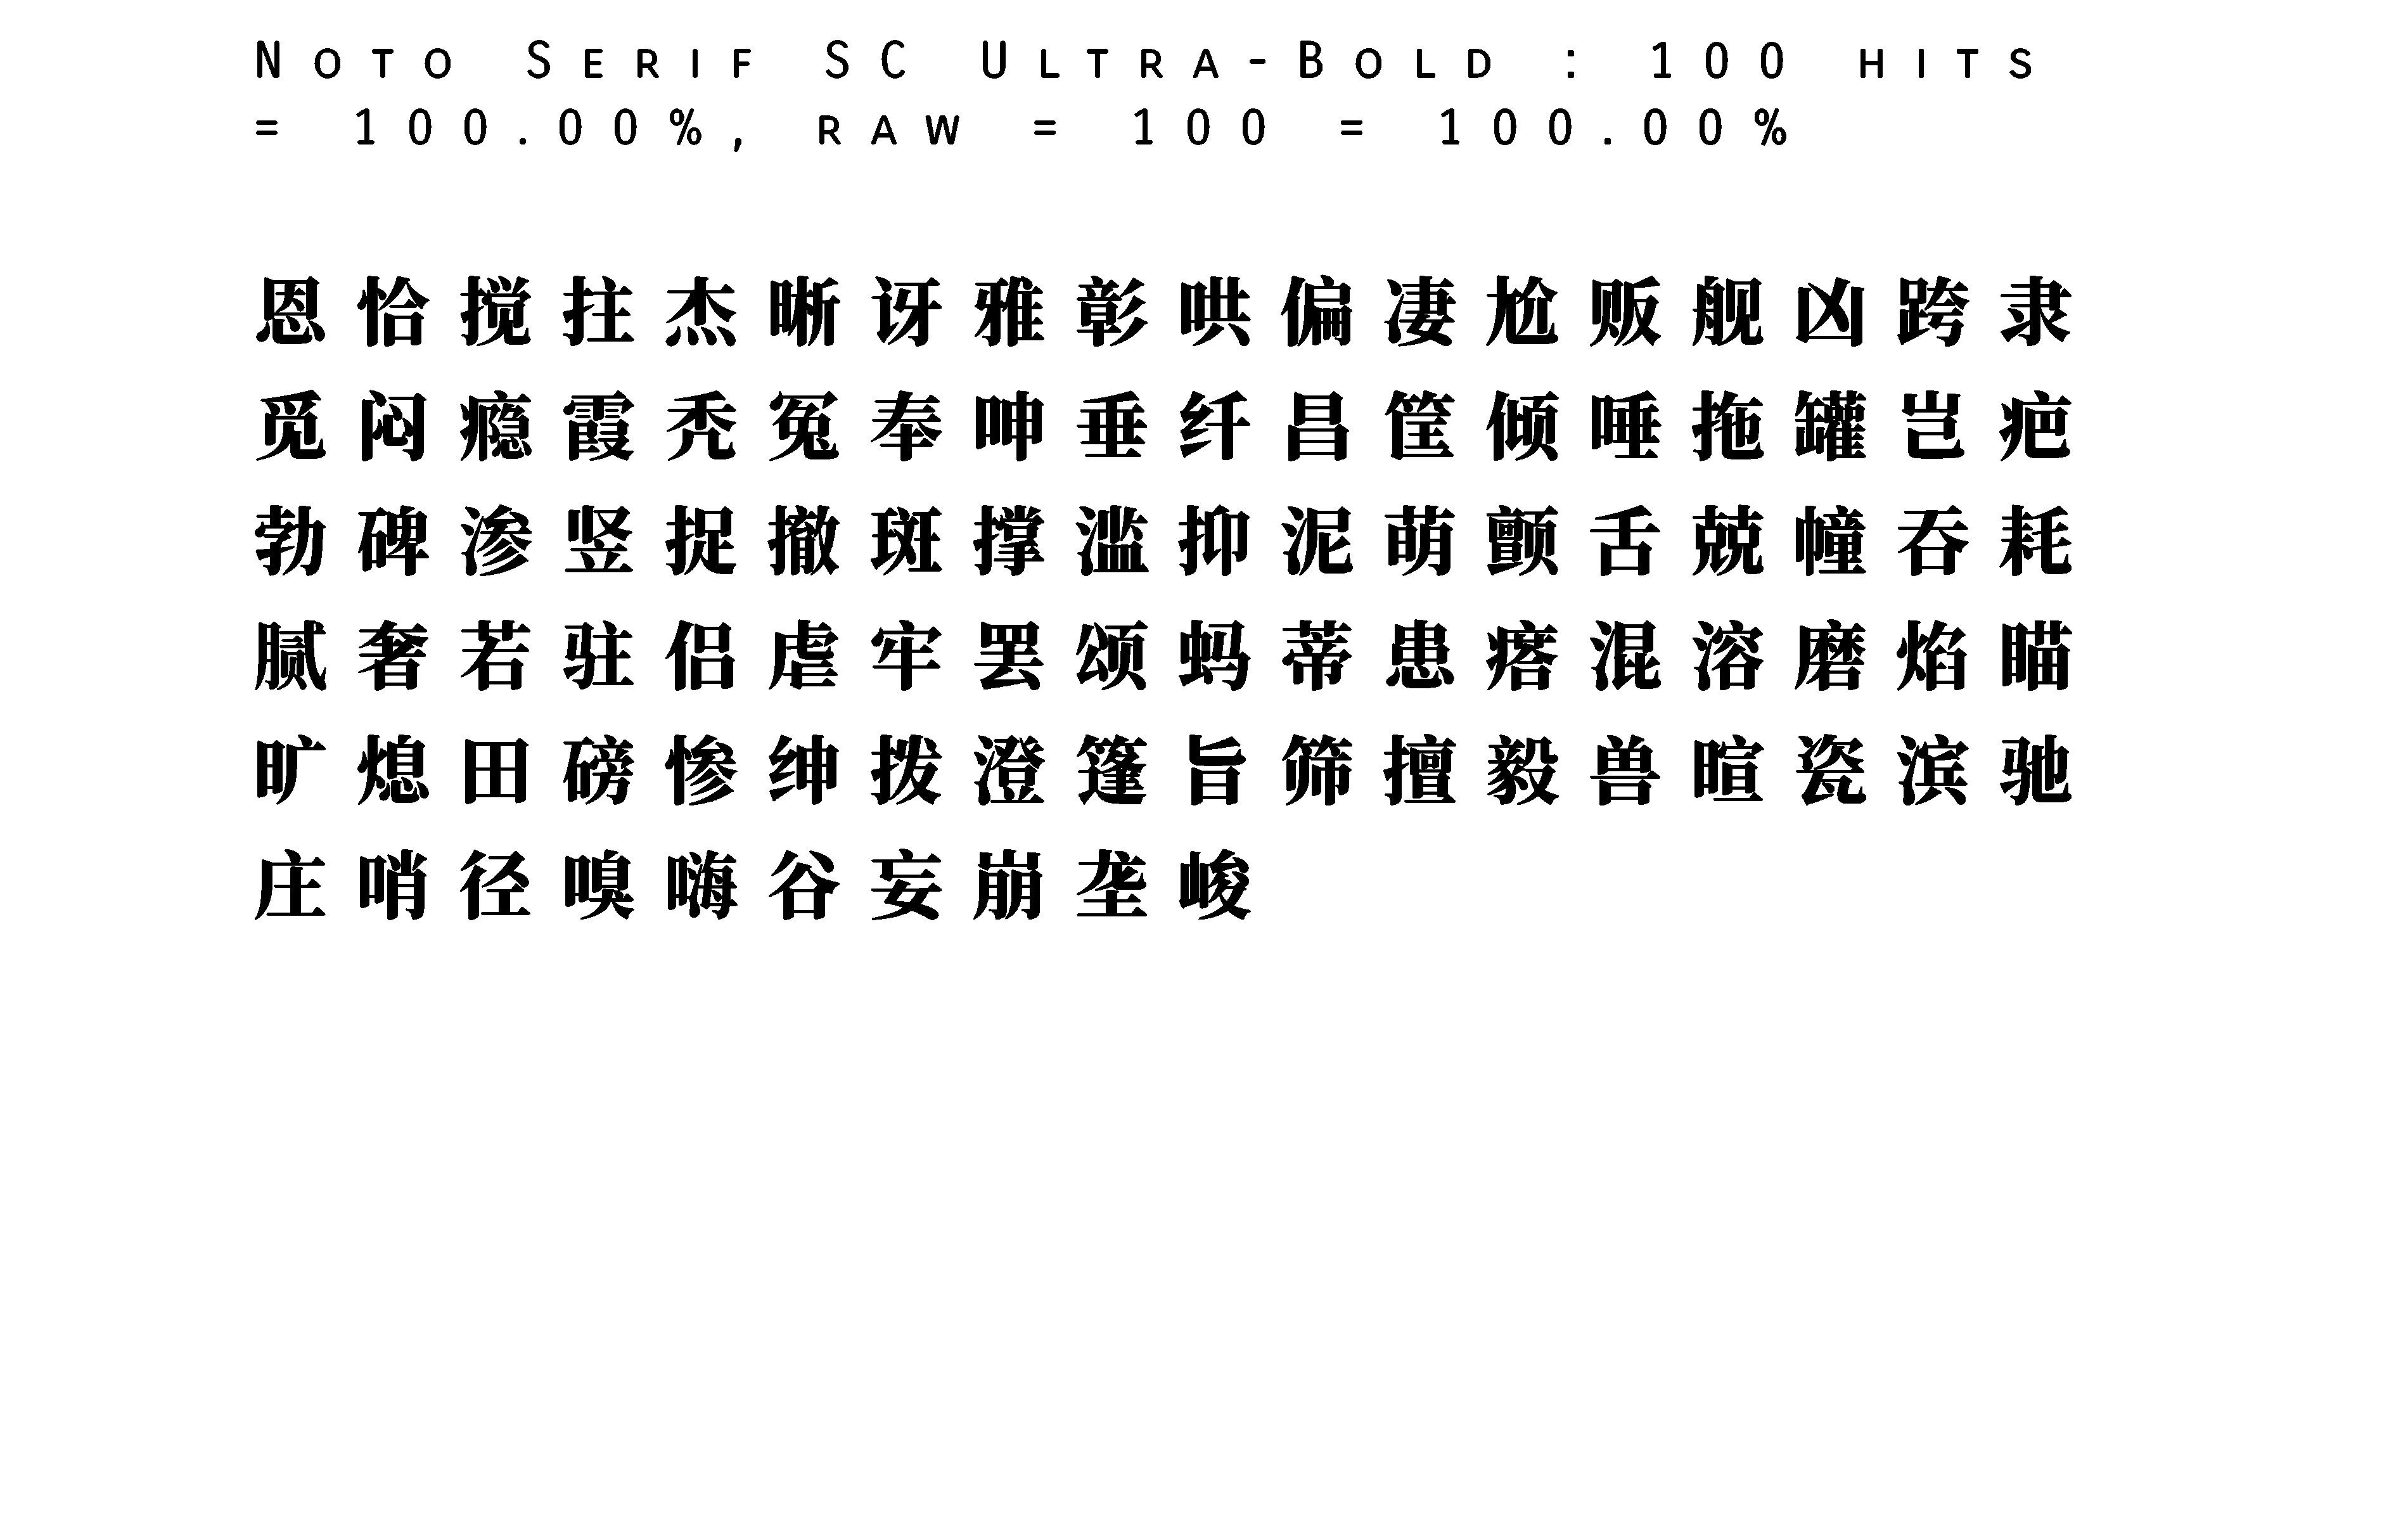 Noto Serif SC Ultra-Bold : 100 hits
= 100.00%, raw = 100 = 100.00%
恩恰搅拄杰晰讶雅彰哄偏凄尬贩舰凶跨隶
觅闷瘾霞秃冤奉呻垂纤昌筐倾唾拖罐岂疤
勃碑渗竖捉撤斑撑滥抑泥萌颤舌兢幢吞耗
腻奢若驻侣虐牢罢颂蚂蒂患瘩混溶磨焰瞄
旷熄田磅惨绅拨澄篷旨筛擅毅兽暄瓷滨驰
庄哨径嗅嗨谷妄崩垄峻